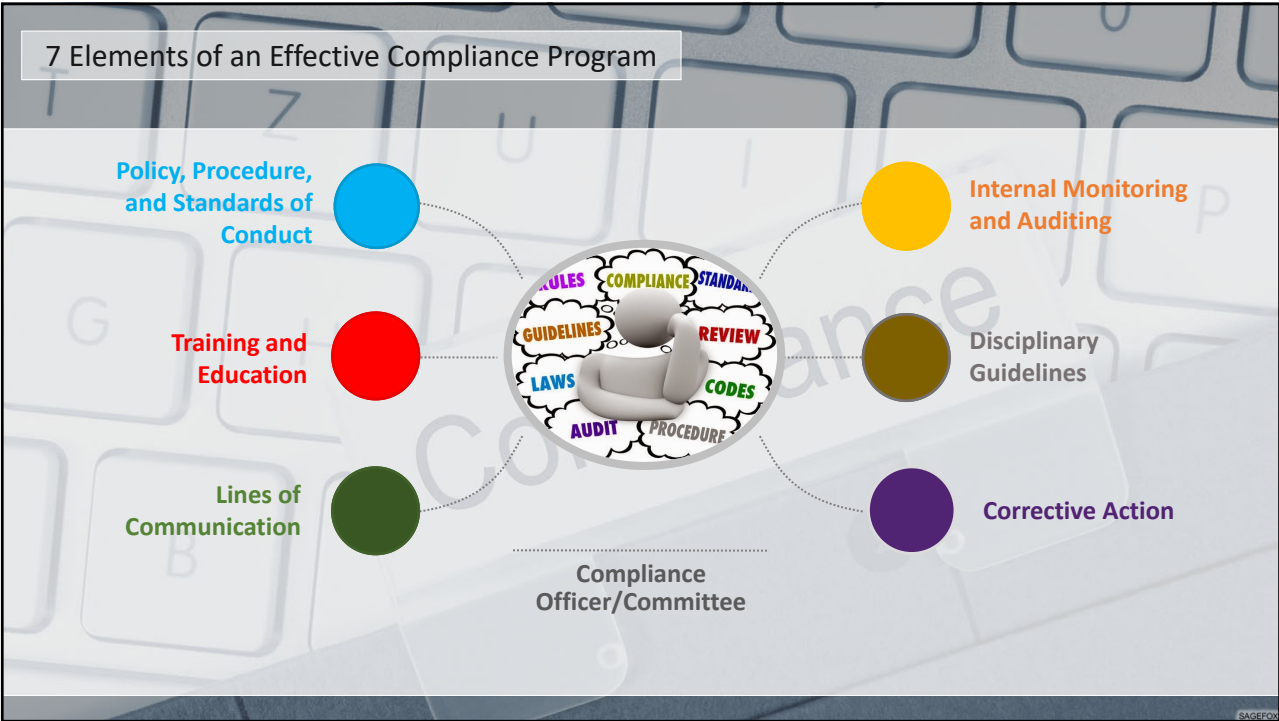 7 Elements of an Effective Compliance Program
Policy, Procedure,
and Standards of
Conduct
Training and
Education
Lines of
Communication
Internal Monitoring
and Auditing
Disciplinary
Guidelines
Corrective Action
COMPLIANCE
GUIDELINES
REVIEW
LAWS
CODES
AUDIT
PROCEDURE
Compliance
Officer/Committee
T
Z
U
I
P
G
B
SAGEFOX